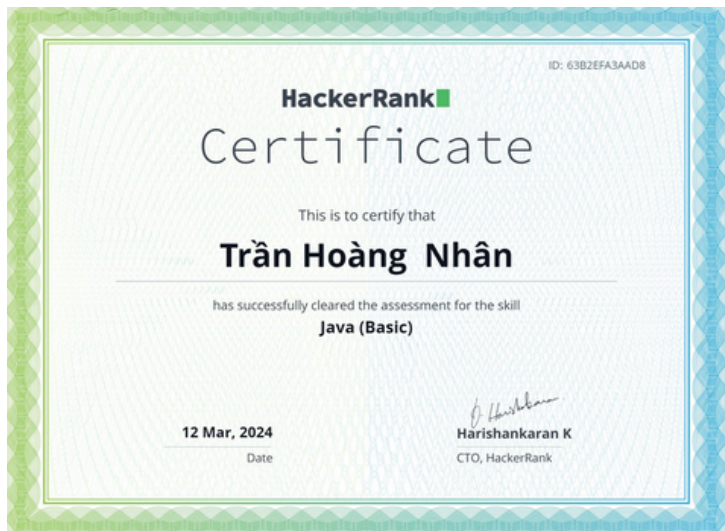 ID: 63B2EFA3AAD8
HackerRank
Certificate
This is to certify that
Trần Hoàng Nhân
has successfully cleared the assessment for the skill
Java (Basic)
12 Mar, 2024
Date
Harishankaran K
CTO, HackerRank